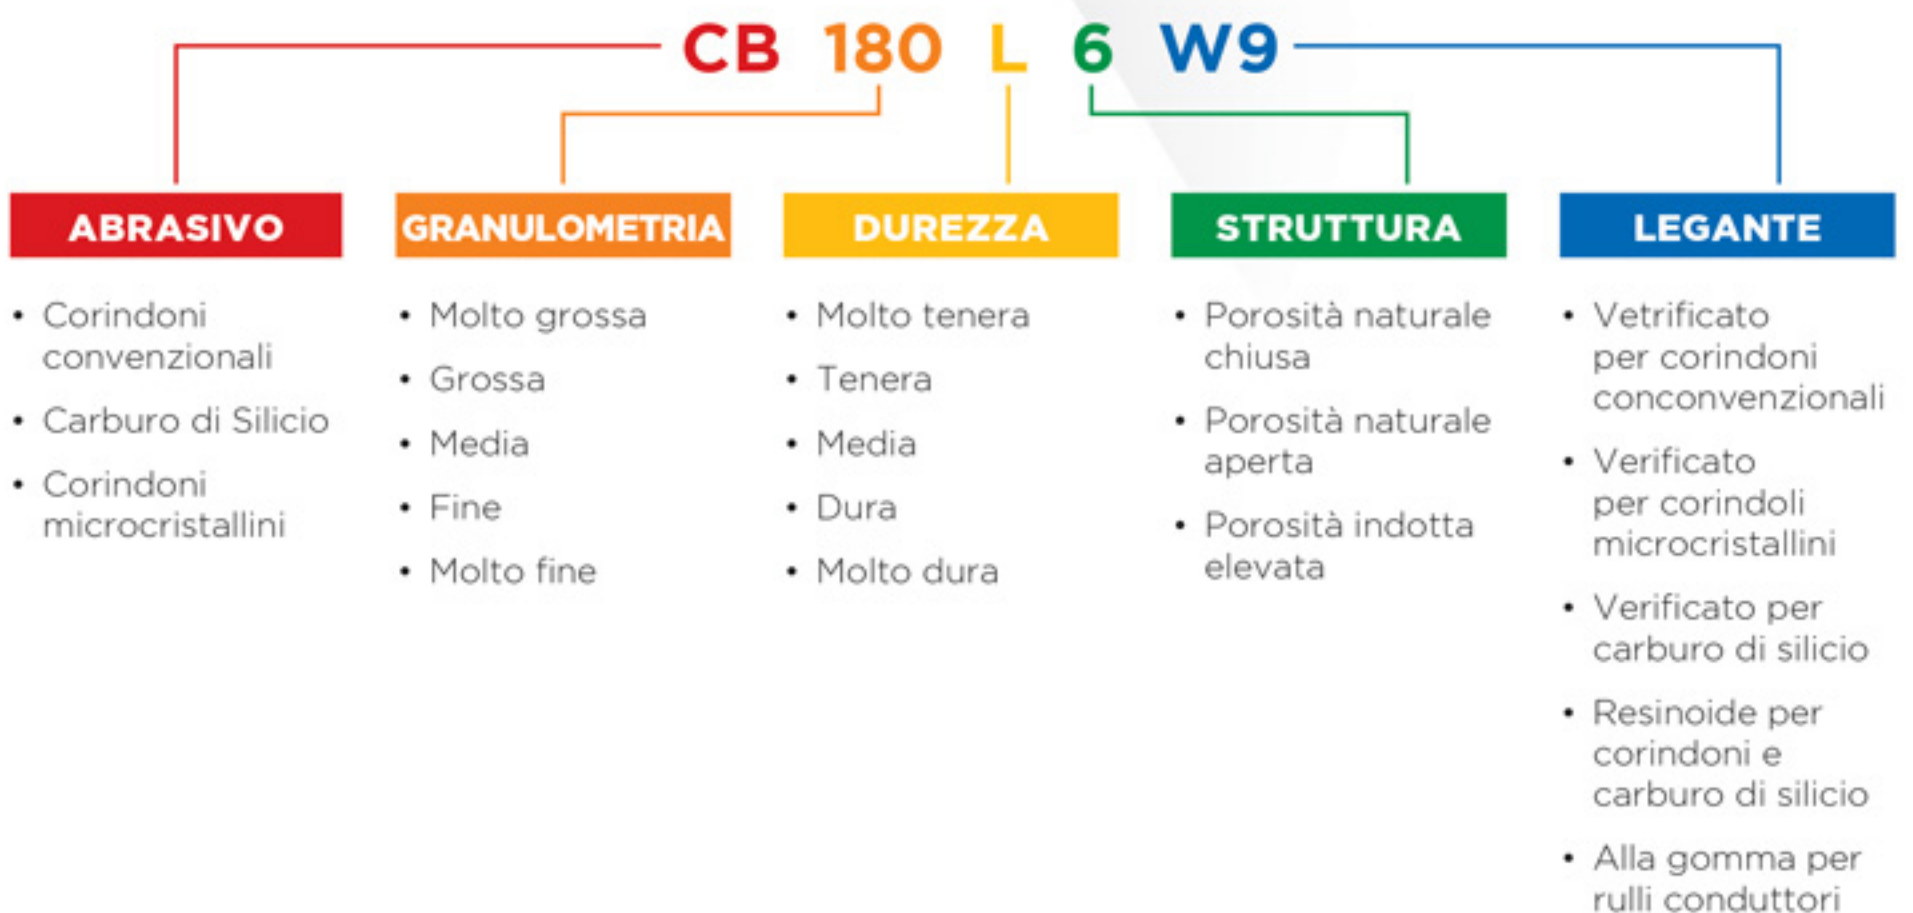 CB 180 L 6 W9
ABRASIVO
• Corindoni
convenzionali
• Carburo di Silicio
• Corindoni
microcristallini
GRANULOMETRIA
• Molto grossa
• Grossa
• Media
• Fine
• Molto fine
DUREZZA
• Molto tenera
• Tenera
• Media
• Dura
• Molto dura
STRUTTURA
• Porosità naturale
chiusa
• Porosità naturale
aperta
• Porosità indotta
elevata
LEGANTE
• Vetrificato
per corindoni
conconvenzionali
• Verificato
per corindoli
microcristallini
• Verificato per
carburo di silicio
• Resinoide per
corindoni e
carburo di silicio
• Alla gomma per
rulli conduttori